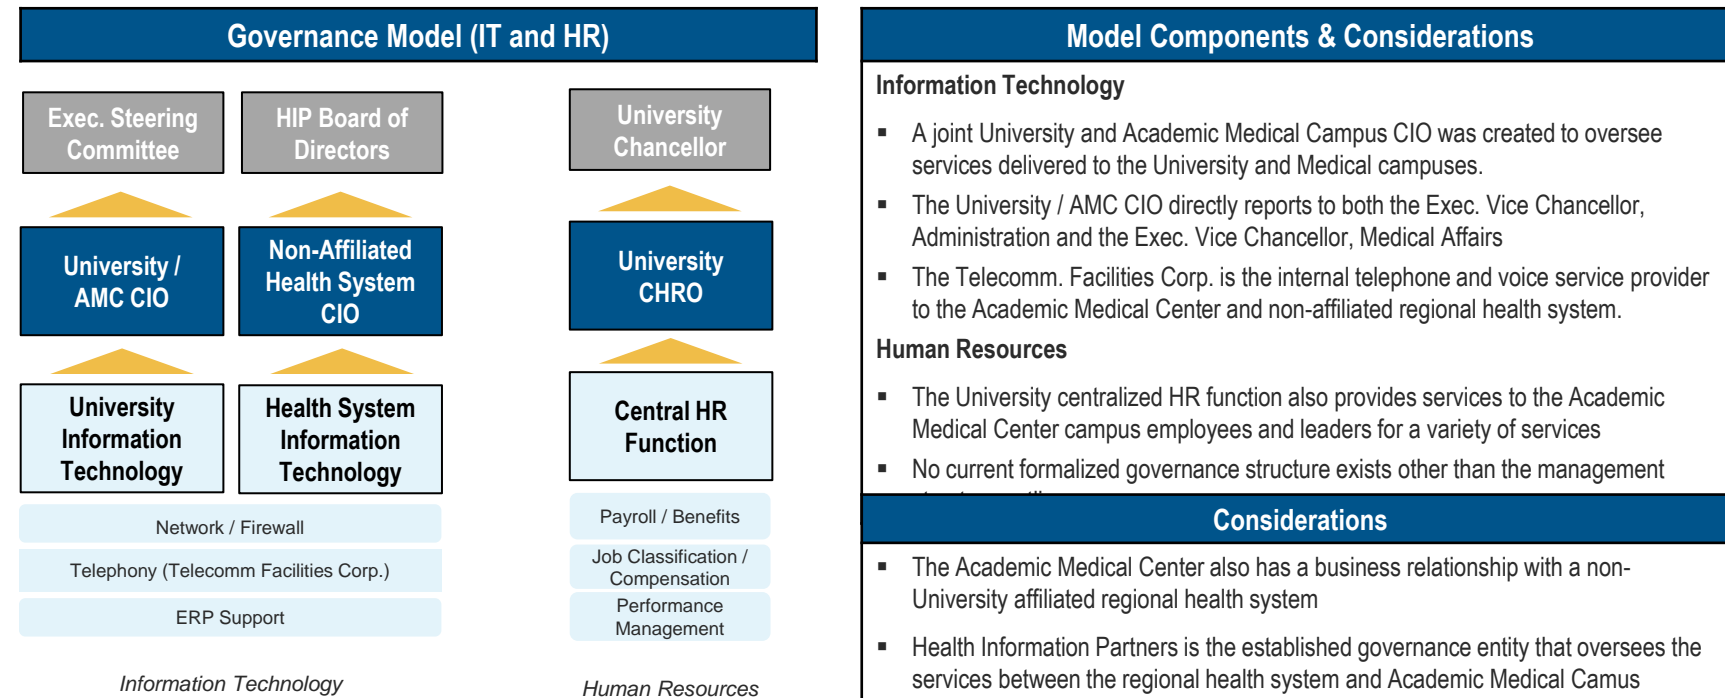 Governance Model (IT and HR)
Exec. Steering
Committee
HIP Board of
Directors
University
Chancellor
University /
AMC CIO
Non-Affiliated
Health System
CIO
University
CHRO
University
Information
Technology
Health System
Information
Technology
Central HR
Function
Network / Firewall
Telephony (Telecomm Facilities Corp.)
ERP Support
Payroll / Benefits
Job Classification /
Compensation
Performance
Management
Information Technology
Human Resources
Model Components & Considerations
Information Technology
▪ A joint University and Academic Medical Campus CIO was created to oversee
services delivered to the University and Medical campuses.
▪ The University / AMC CIO directly reports to both the Exec. Vice Chancellor,
Administration and the Exec. Vice Chancellor, Medical Affairs
▪ The Telecomm. Facilities Corp. is the internal telephone and voice service provider
to the Academic Medical Center and non-affiliated regional health system.
Human Resources
▪ The University centralized HR function also provides services to the Academic
Medical Center campus employees and leaders for a variety of services
▪ No current formalized governance structure exists other than the management
Considerations
▪ The Academic Medical Center also has a business relationship with a non-
University affiliated regional health system
▪ Health Information Partners is the established governance entity that oversees the
services between the regional health system and Academic Medical Camus